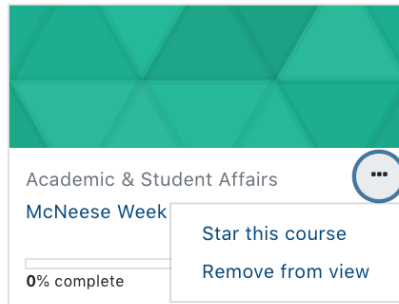 Academic & Student Affairs
McNeese Week
Star this course
Remove from view
0% complete